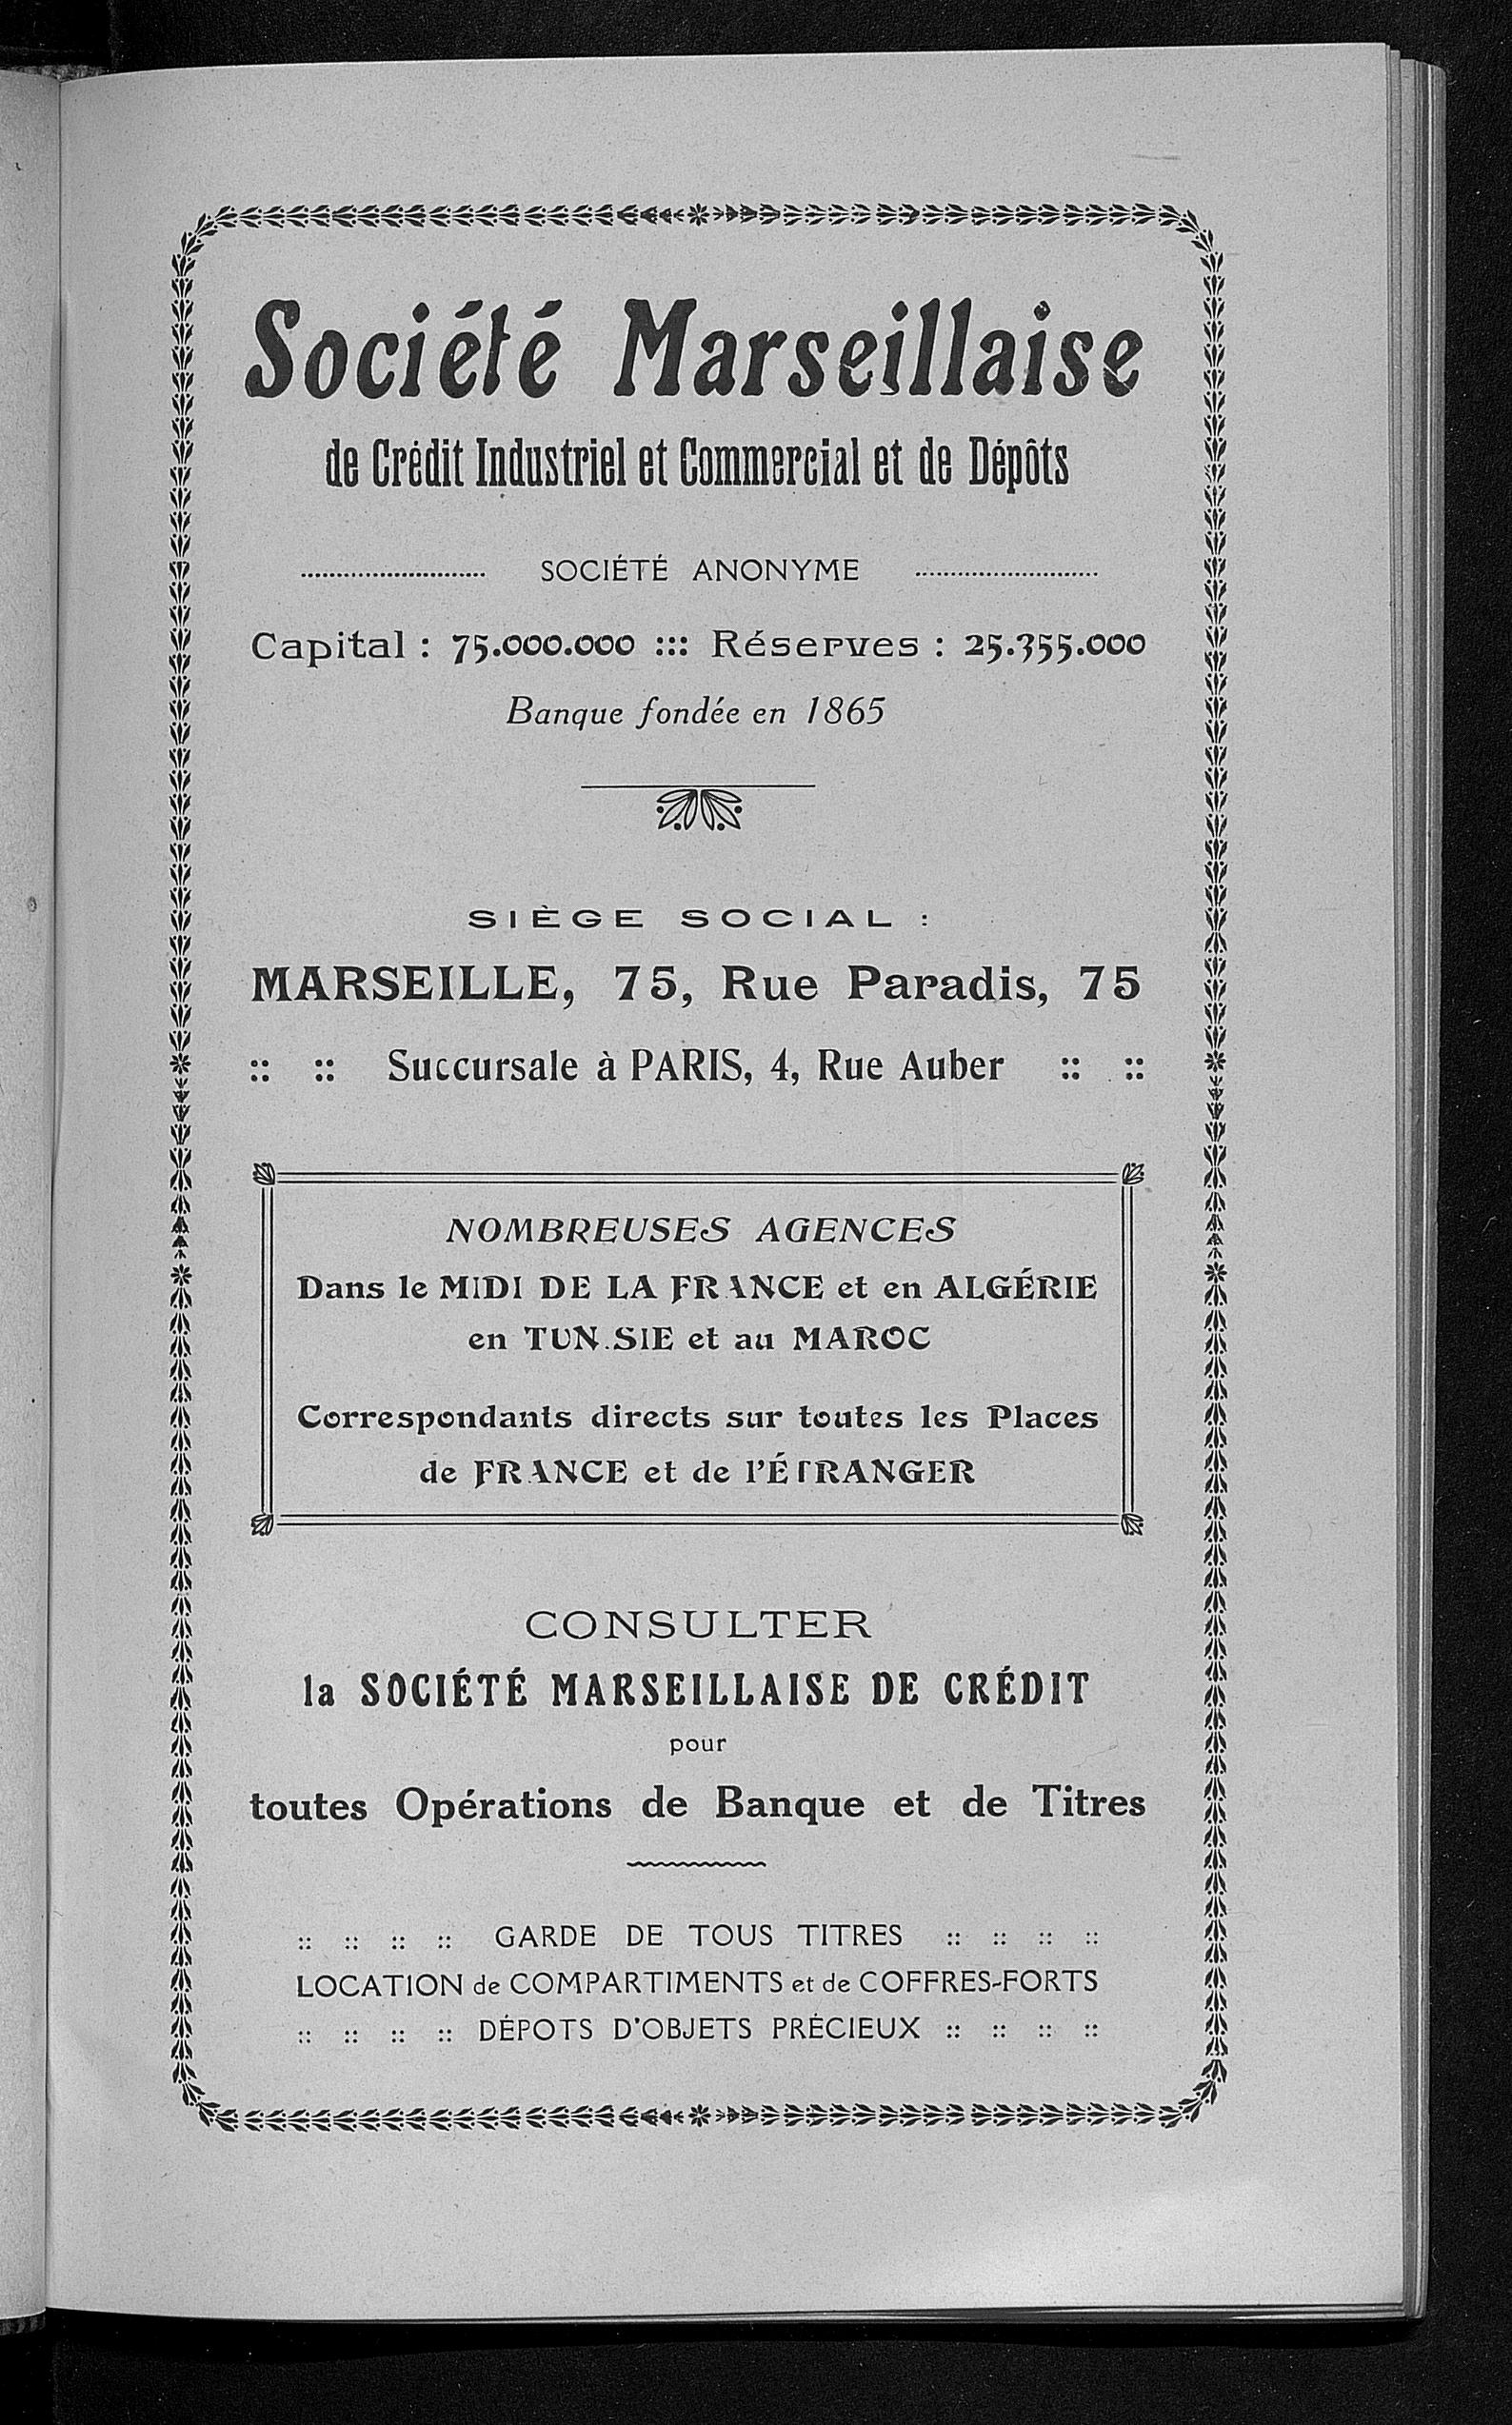 Société Marseillaise
de Crédit Industriel et Commercial et de Dépôts
SOCIÉTÉ ANONYME
Capital : 75.000.000 ::: Réserves : 25.355.000
Banque fondée en 1865
SIÈGE SOCIAL :
MARSEILLE, 75, Rue Paradis, 75
:: :: Succursale à PARIS, 4, Rue Auber :: ::
NOMBREUSES AGENCES
Dans le MIDI DE LA FRANCE et en ALGÉRIE
en TUNISIE et au MAROC
Correspondants directs sur toutes les Places
de FRANCE et de l'ÉTRANGER
CONSULTER
la SOCIÉTÉ MARSEILLAISE DE CRÉDIT
pour
toutes Opérations de Banque et de Titres
:: :: :: :: GARDE DE TOUS TITRES :: :: :: ::
LOCATION de COMPARTIMENTS et de COFFRES-FORTS
:: :: :: :: DÉPOTS D'OBJETS PRÉCIEUX :: :: :: ::